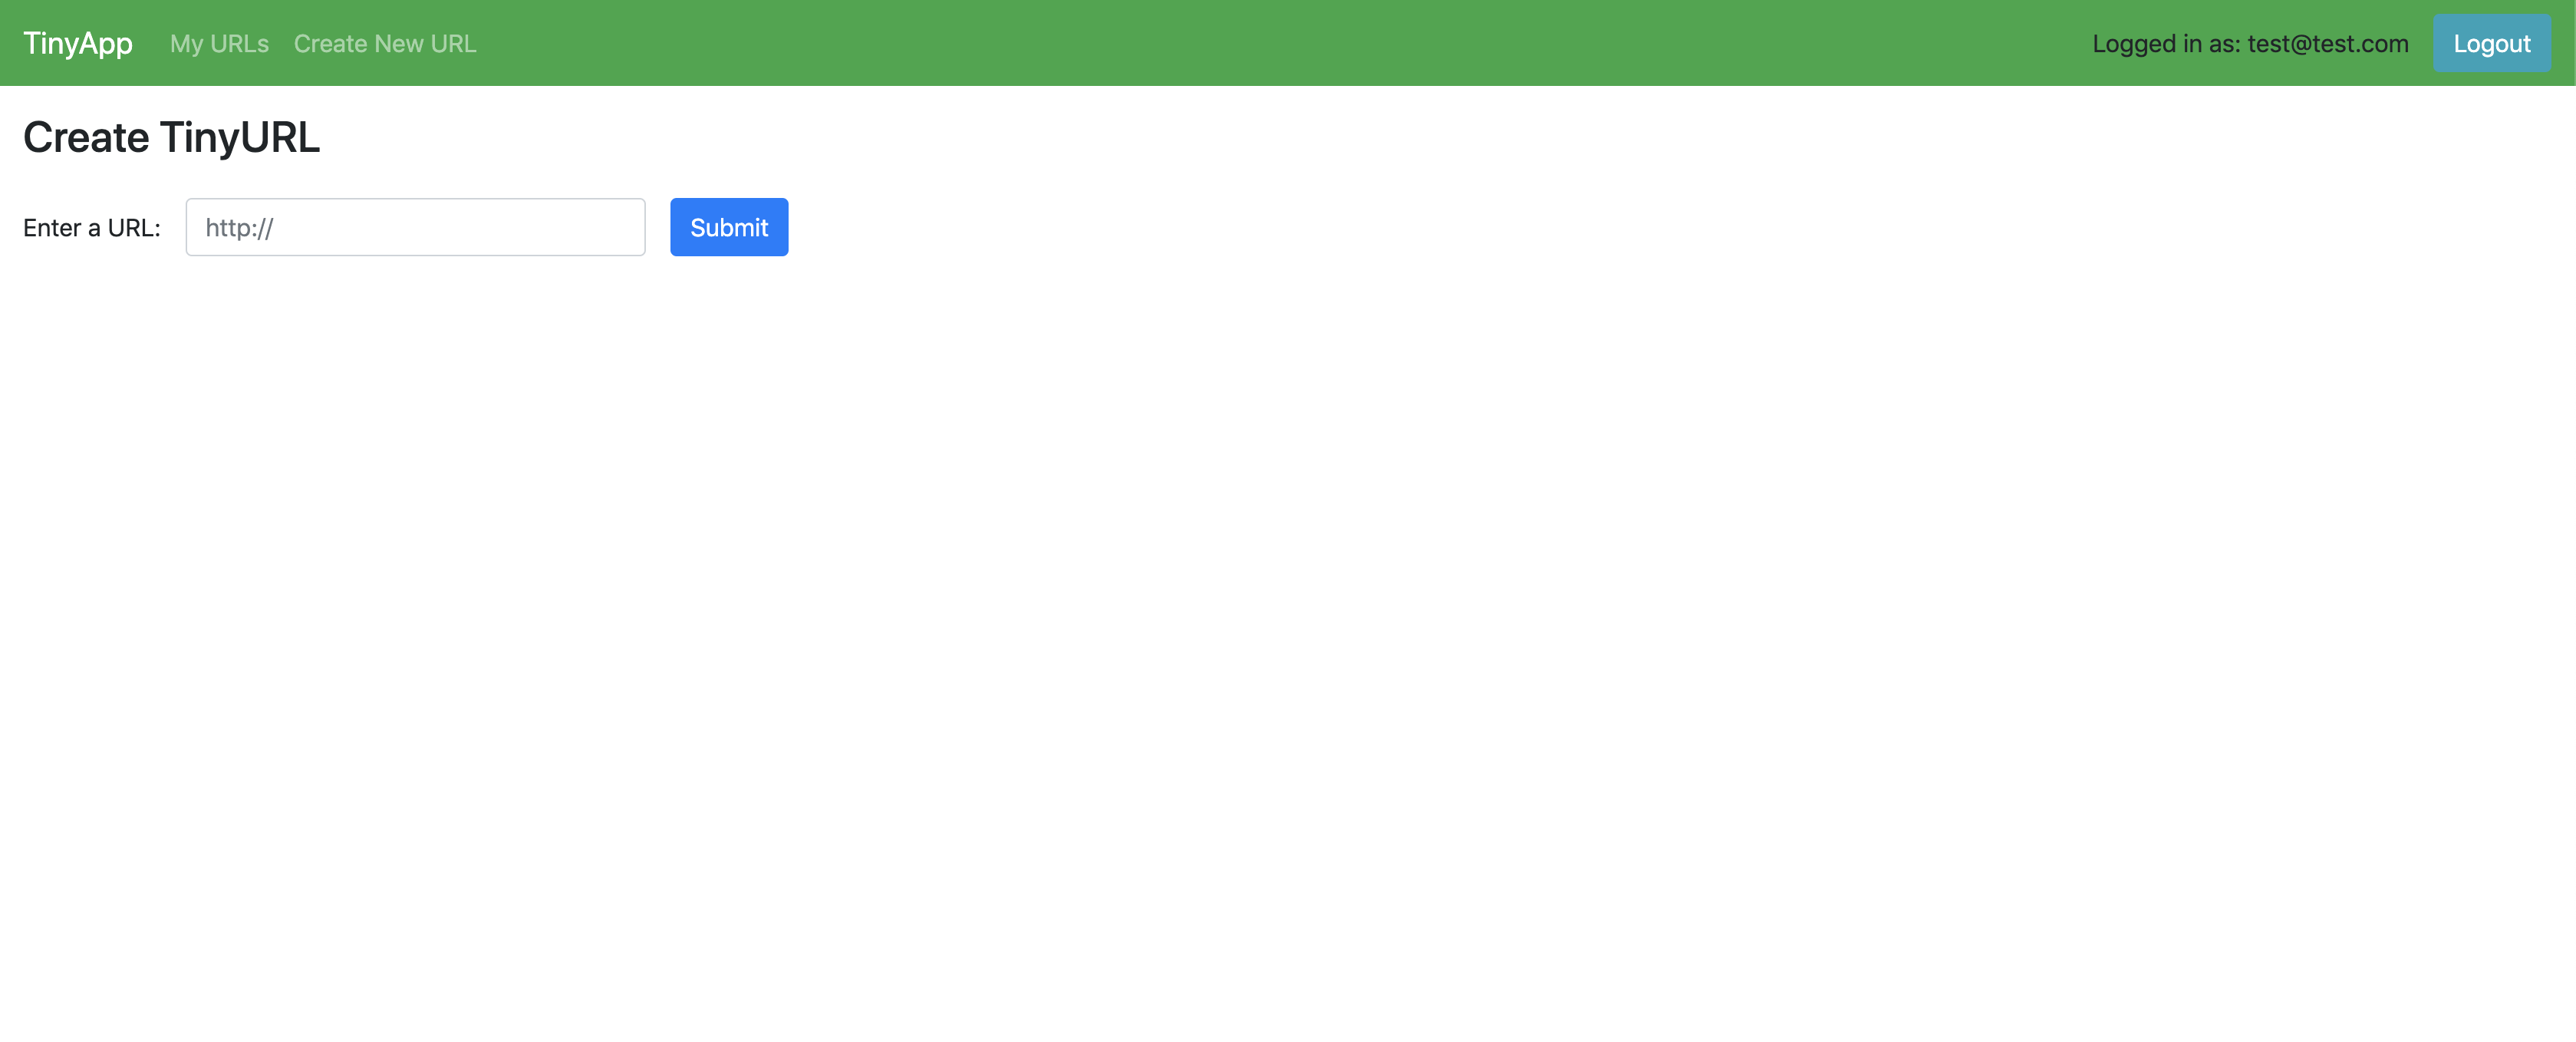 TinyApp My URLs Create New URL Logged in as: test@test.com Logout
Create TinyURL
Enter a URL: http:// Submit